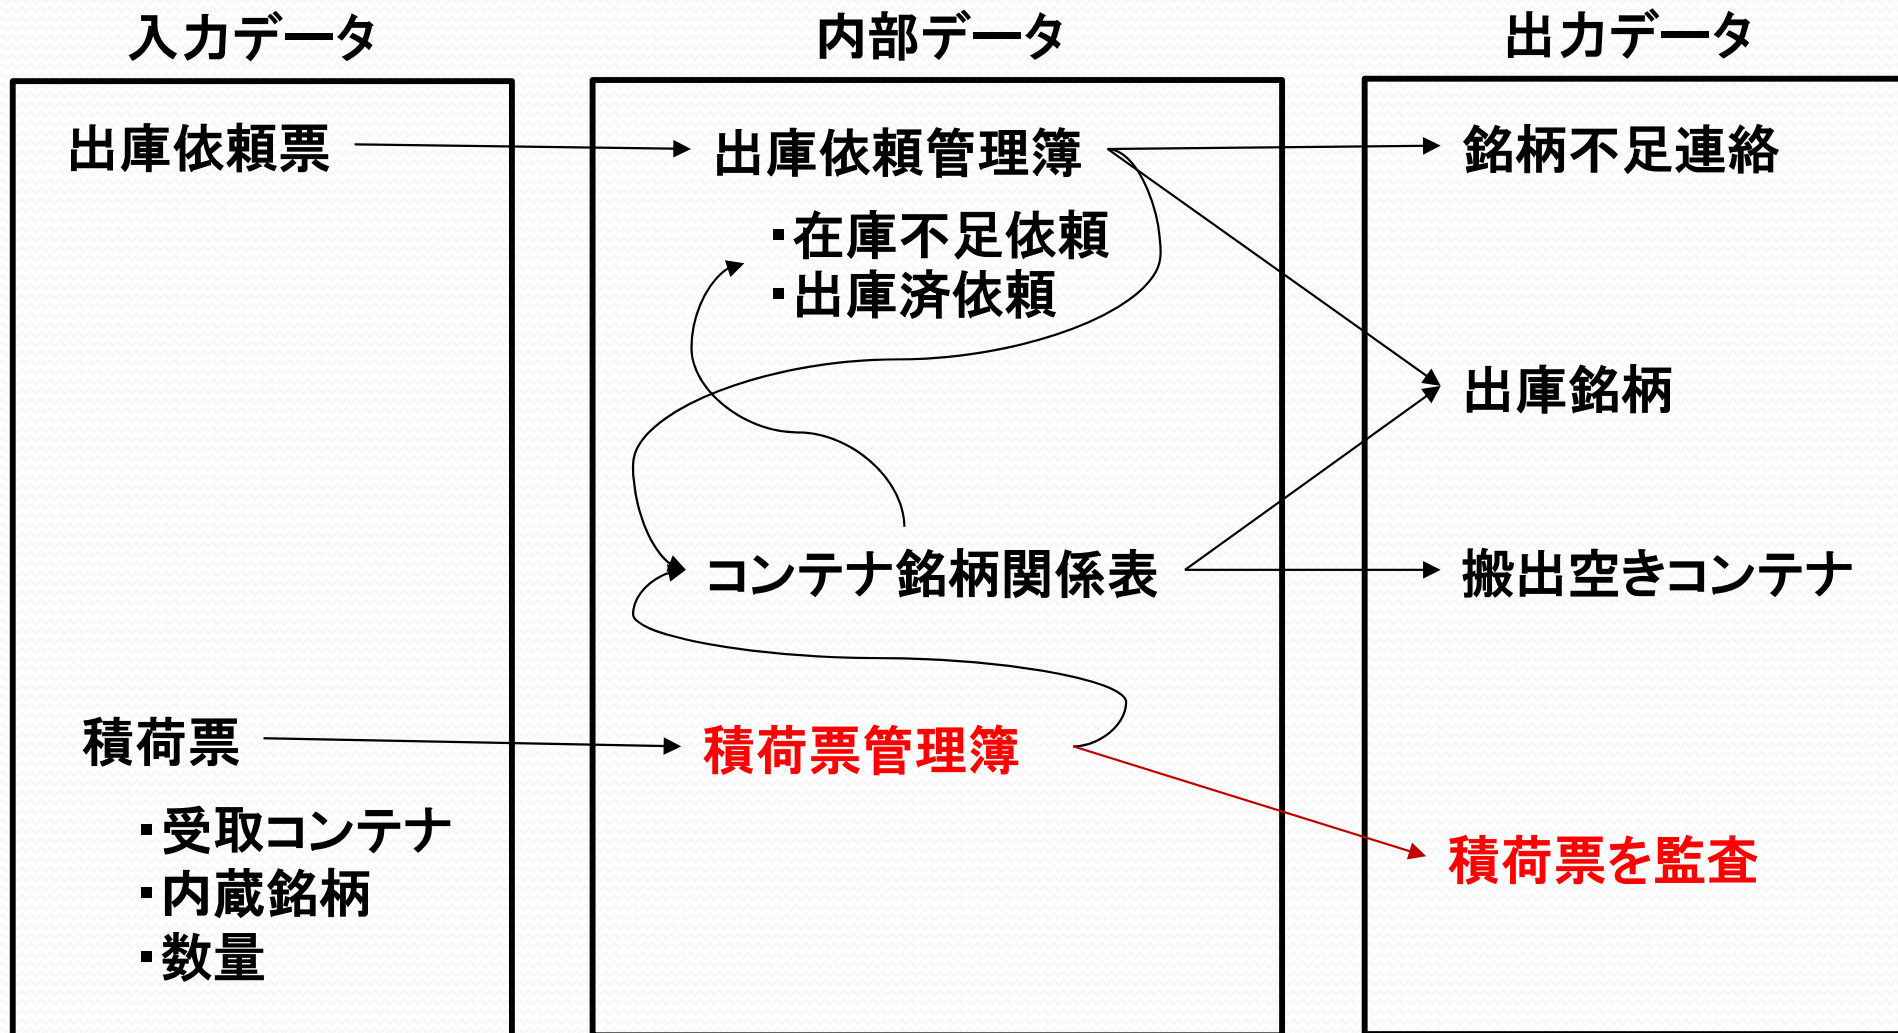 入力データ
内部データ
出力データ
出庫依頼票
積荷票
・受取コンテナ
・内蔵銘柄
・数量
出庫依頼管理簿
・在庫不足依頼
・出庫済依頼
コンテナ銘柄関係表
積荷票管理簿
銘柄不足連絡
出庫銘柄
搬出空きコンテナ
積荷票を監査